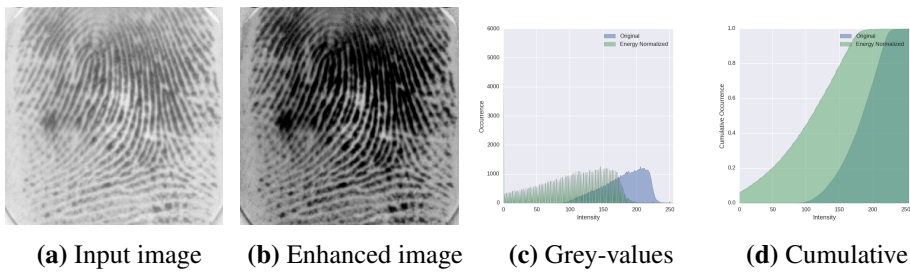 6000
5000
4000
3000
2000
1000
0
Occurrence
0 50 100 150 200 250
Intensity
Original
Energy Normalized
1.0
0.8
0.6
0.4
0.2
0.0
Cumulative Occurrence
0 50 100 150 200 250
Intensity
Original
Energy Normalized
(a) Input image (b) Enhanced image (c) Grey-values (d) Cumulative